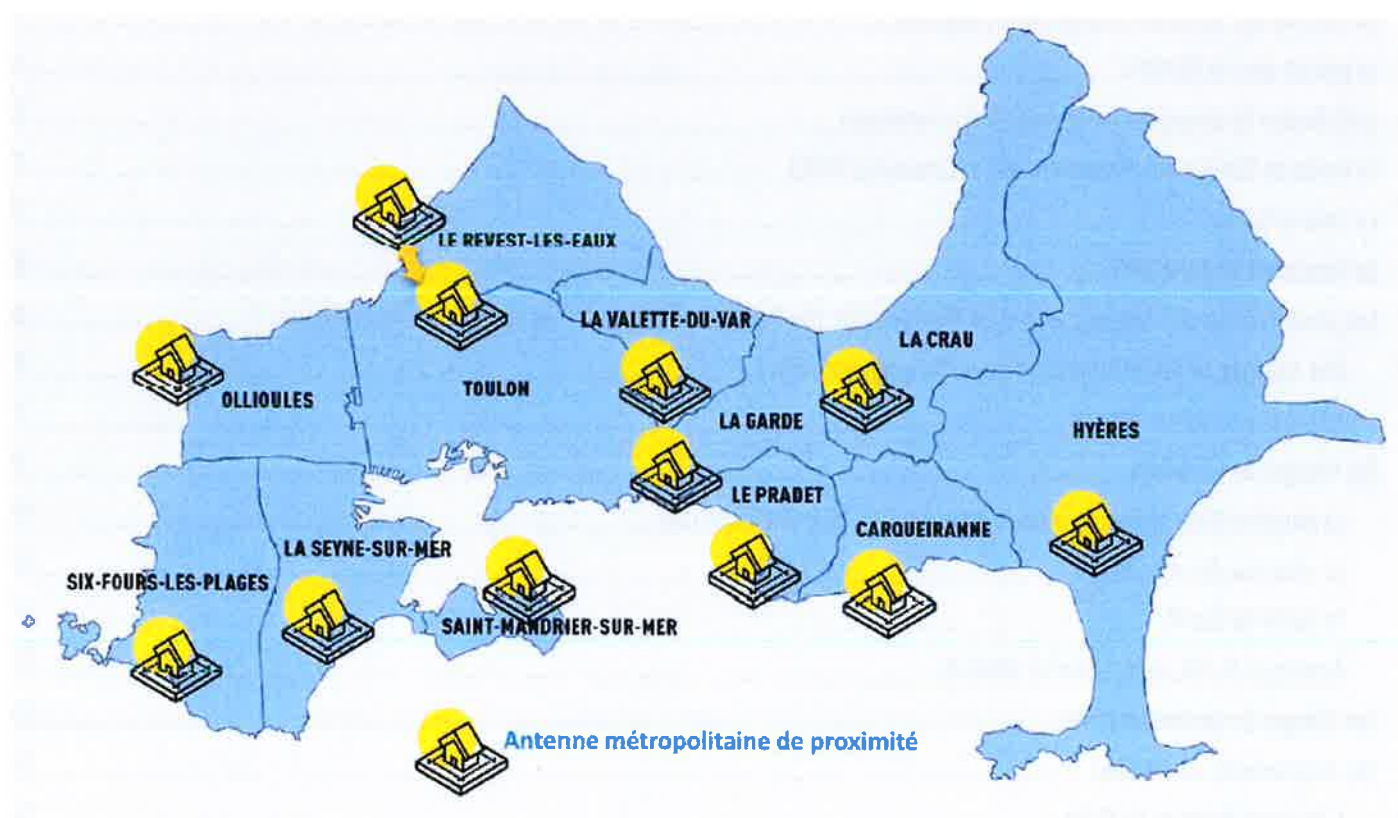 LE REVEST-LES-EAUX
LA VALETTE-DU-VAR
LA CRAU
OLLIOULES
TOULON
LA GARDE
HYÈRES
LE PRADET
CARQUEIRANNE
LA SEYNE-SUR-MER
SIX-FOURS-LES-PLAGES
SAINT-MANDRIER-SUR-MER
Antenne métropolitaine de proximité